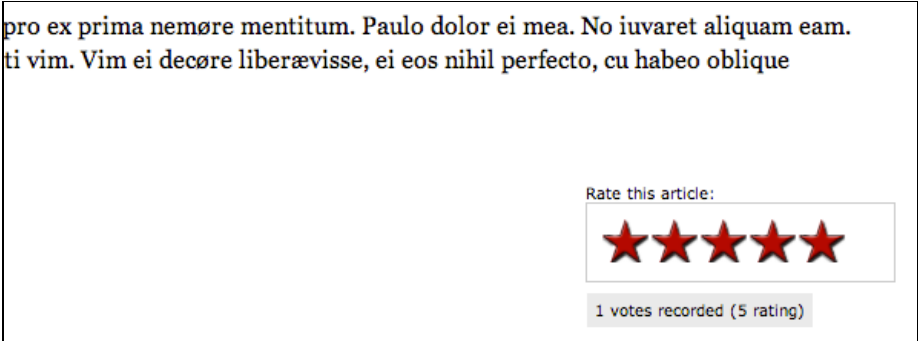 pro ex prima nemøre mentitum. Paulo dolor ei mea. No iuvaret aliquam eam.
ti vim. Vim ei decøre liberævisse, ei eos nihil perfecto, cu habeo oblique
Rate this article:
1 votes recorded (5 rating)